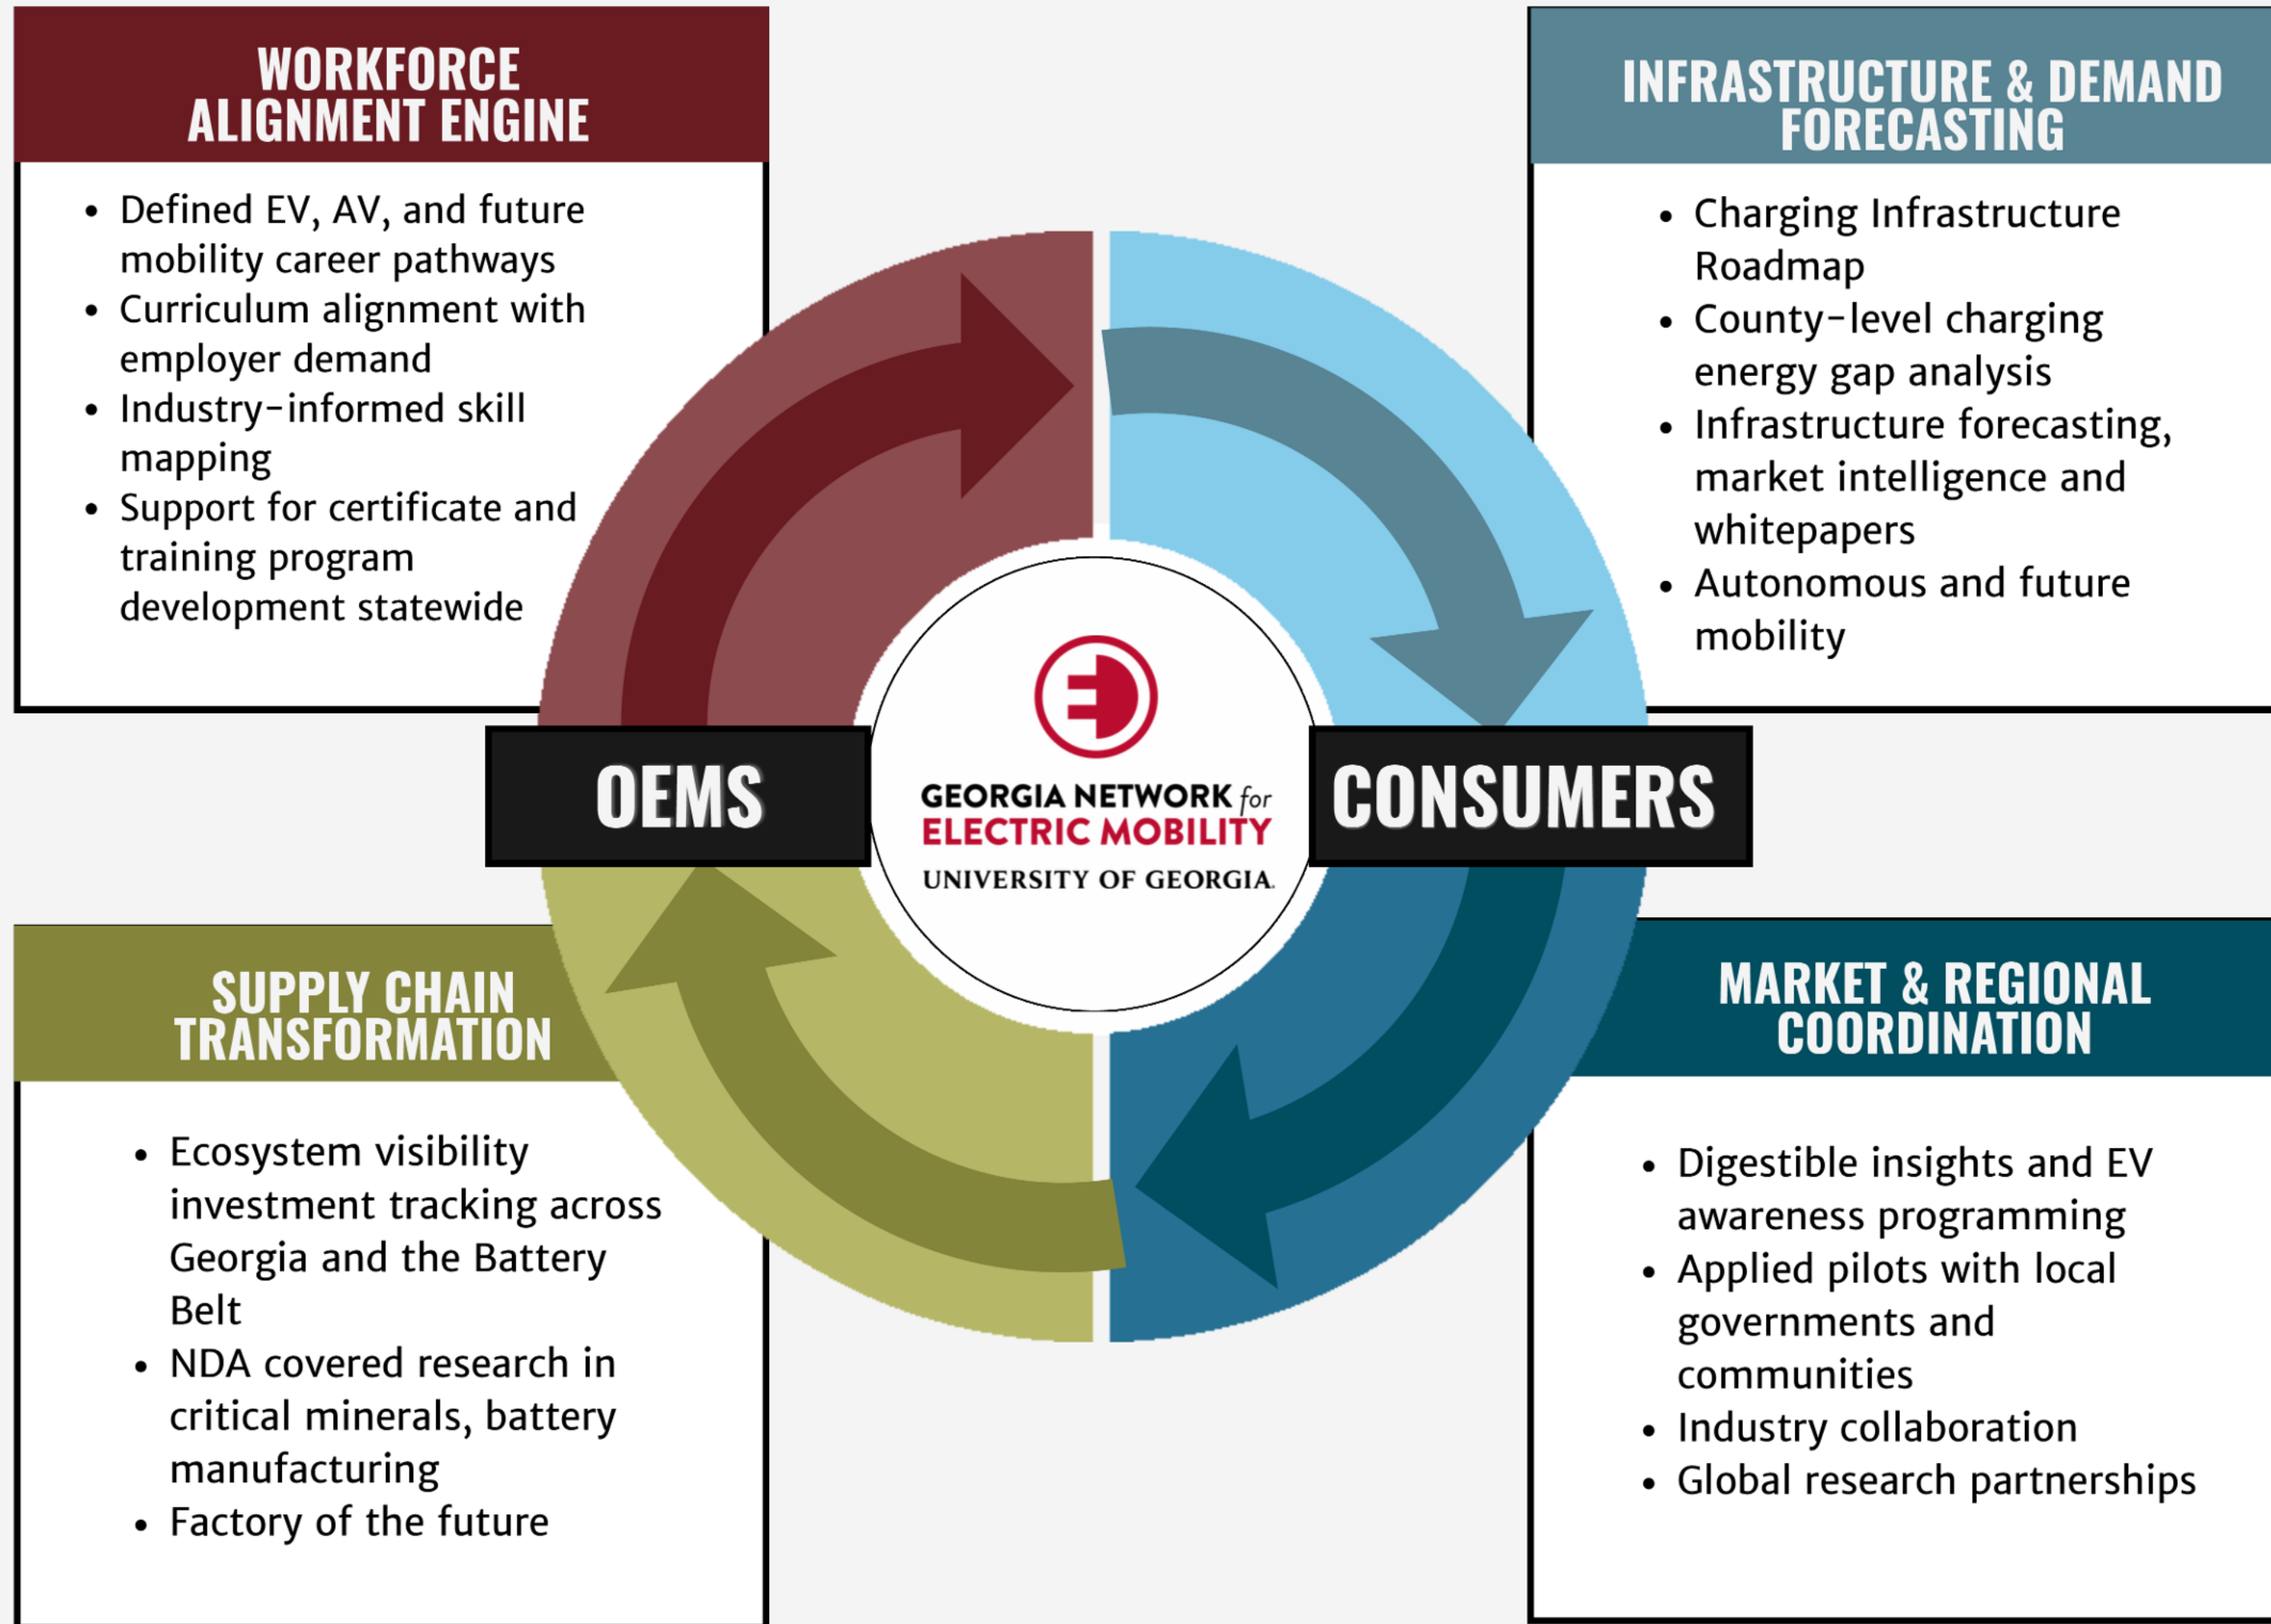 WORKFORCE
ALIGNMENT ENGINE
• Defined EV, AV, and future
mobility career pathways
• Curriculum alignment with
employer demand
• Industry-informed skill
mapping
• Support for certificate and
training program
development statewide
INFRASTRUCTURE & DEMAND
FORECASTING
• Charging Infrastructure
Roadmap
• County-level charging
energy gap analysis
• Infrastructure forecasting,
market intelligence and
whitepapers
• Autonomous and future
mobility
OEMS
GEORGIA NETWORK for
ELECTRIC MOBILITY
UNIVERSITY OF GEORGIA.
CONSUMERS
SUPPLY CHAIN
TRANSFORMATION
• Ecosystem visibility
investment tracking across
Georgia and the Battery
Belt
• NDA covered research in
critical minerals, battery
manufacturing
• Factory of the future
MARKET & REGIONAL
COORDINATION
• Digestible insights and EV
awareness programming
• Applied pilots with local
governments and
communities
• Industry collaboration
• Global research partnerships